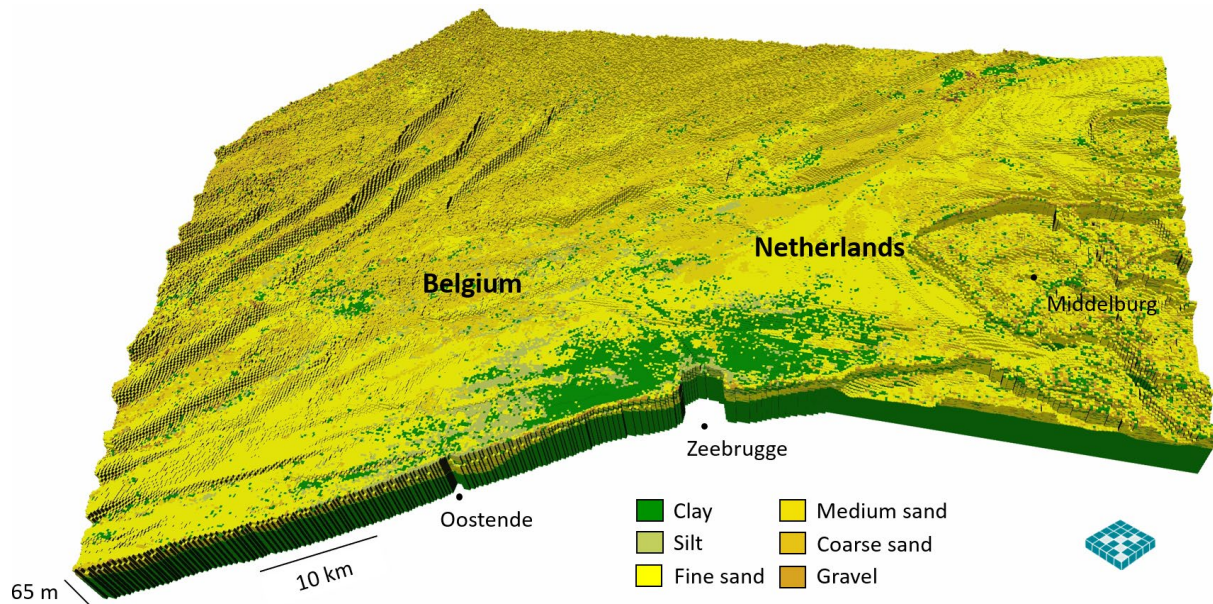 Netherlands
Belgium
Middelburg
Zeebrugge
Oostende
Clay
Medium sand
Silt
Coarse sand
Fine sand
Gravel
10 km
65 m